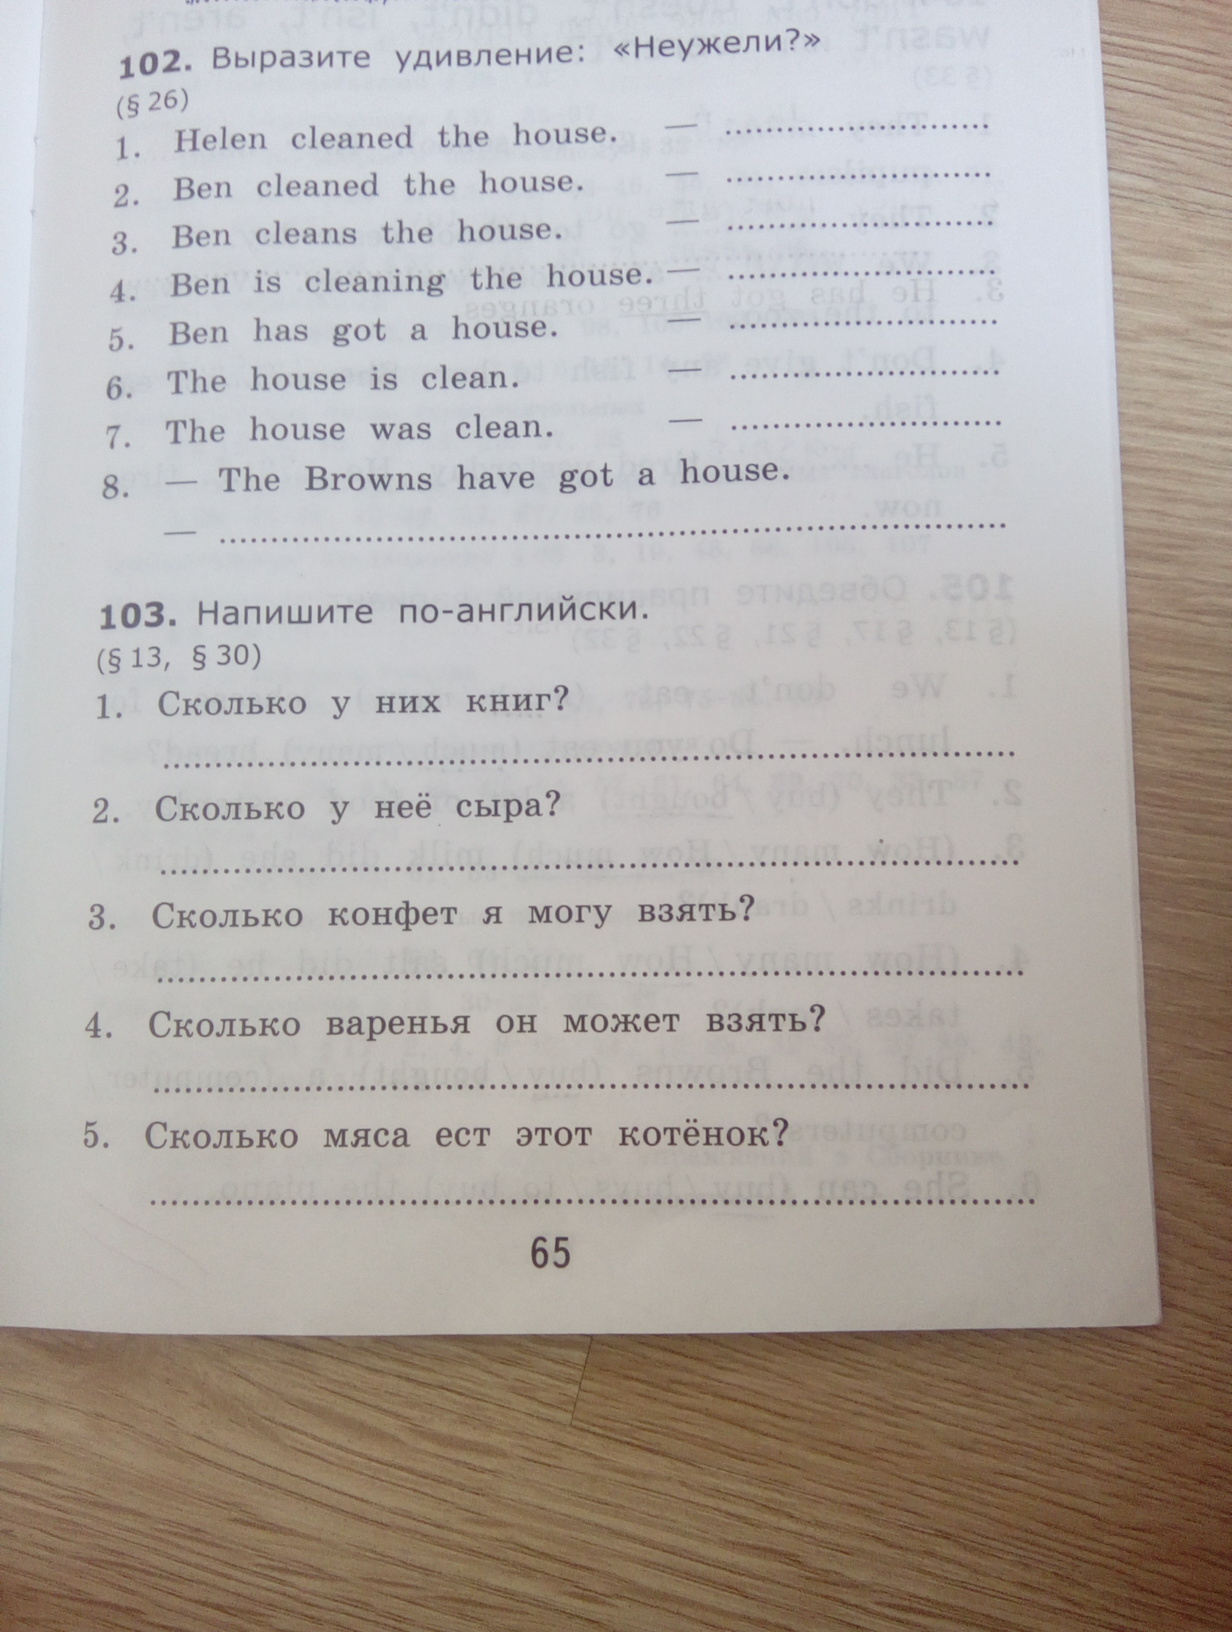 102. Выразите удивление: «Неужели?»
(§ 26)
1. Helen cleaned the house. — ..........................
2. Ben cleaned the house. — ..........................
3. Ben cleans the house. — ..........................
4. Ben is cleaning the house. — ..........................
5. Ben has got a house. — ..........................
6. The house is clean. — ..........................
7. The house was clean. — ..........................
8. — The Browns have got a house.
— ..........................
103. Напишите по-английски.
(§ 13, § 30)
1. Сколько у них книг?
..........................
2. Сколько у неё сыра?
..........................
3. Сколько конфет я могу взять?
..........................
4. Сколько варенья он может взять?
..........................
5. Сколько мяса ест этот котёнок?
..........................
65